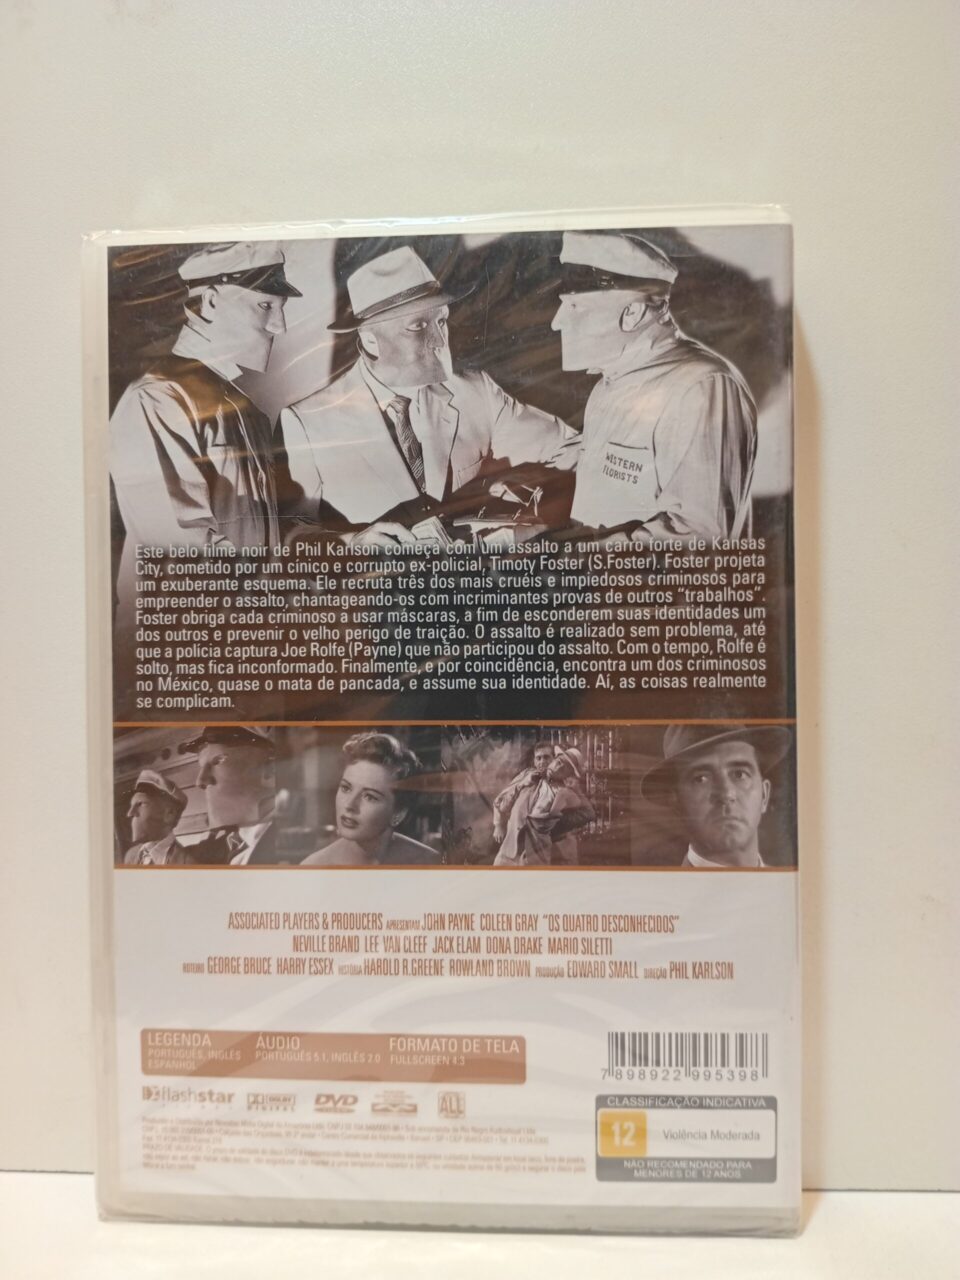 WESTERN
FLORISTS
Este belo filme noir de Phil Karlson começa com um assalto a um carro forte de Kansas
City, cometido por um cínico e corrupto ex-policial, Timoty Foster (S.Foster). Foster projeta
um exuberante esquema. Ele recruta três dos mais cruéis e impiedosos criminosos para
empreender o assalto, chantageando-os com incriminantes provas de outros "trabalhos".
Foster obriga cada criminoso a usar máscaras, a fim de esconderem suas identidades um
dos outros e prevenir o velho perigo de traição. O assalto é realizado sem problema, até
que a polícia captura Joe Rolfe (Payne) que não participou do assalto. Com o tempo, Rolfe é
solto, mas fica inconformado. Finalmente, e por coincidência, encontra um dos criminosos
no México, quase o mata de pancada, e assume sua identidade. Aí, as coisas realmente
se complicam.
ASSOCIATED PLAYERS & PRODUCERS APRESENTAM JOHN PAYNE COLEEN GRAY "OS QUATRO DESCONHECIDOS"
NEVILLE BRAND LEE VAN CLEEF JACK ELAM DONA DRAKE MARIO SILETTI
ROTEIRO GEORGE BRUCE HARRY ESSEX HISTÓRIA HAROLD R. GREENE ROWLAND BROWN PRODUÇÃO EDWARD SMALL DIREÇÃO PHIL KARLSON
LEGENDA ÁUDIO FORMATO DE TELA
PORTUGUÊS, INGLÊS PORTUGUÊS 5.1, INGLÊS 2.0 FULLSCREEN 4:3
ESPANHOL
7 898922 995398
flashstar DOLBY DIGITAL DVD ALL
CLASSIFICAÇÃO INDICATIVA
12 Violência Moderada
NÃO RECOMENDADO PARA
MENORES DE 12 ANOS